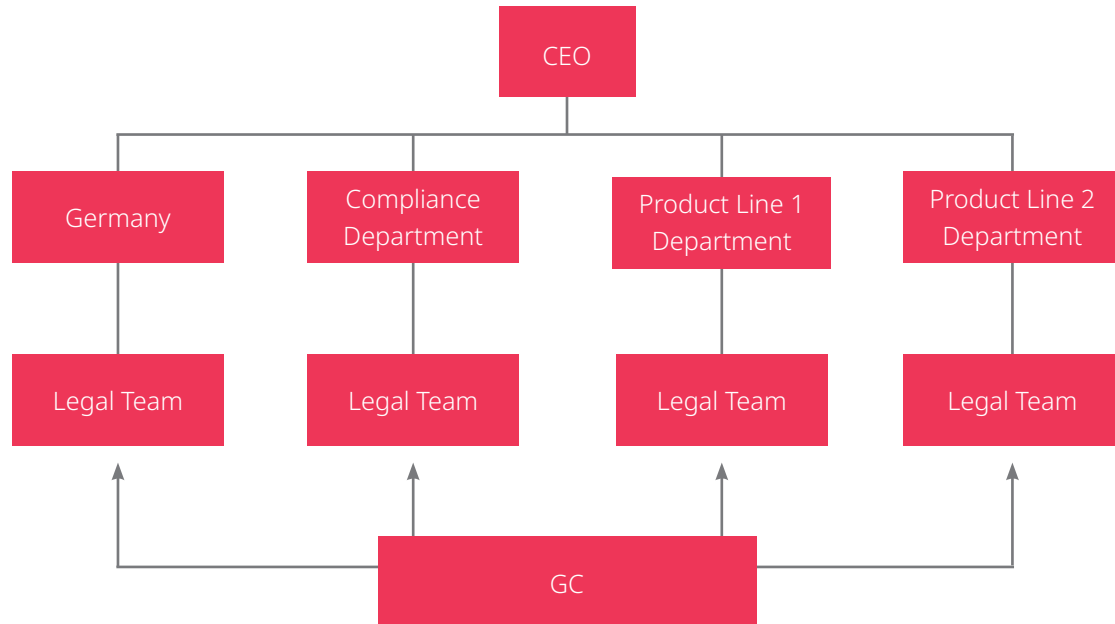 CEO
Germany
Compliance
Department
Product Line 1
Department
Product Line 2
Department
Legal Team
Legal Team
Legal Team
Legal Team
GC